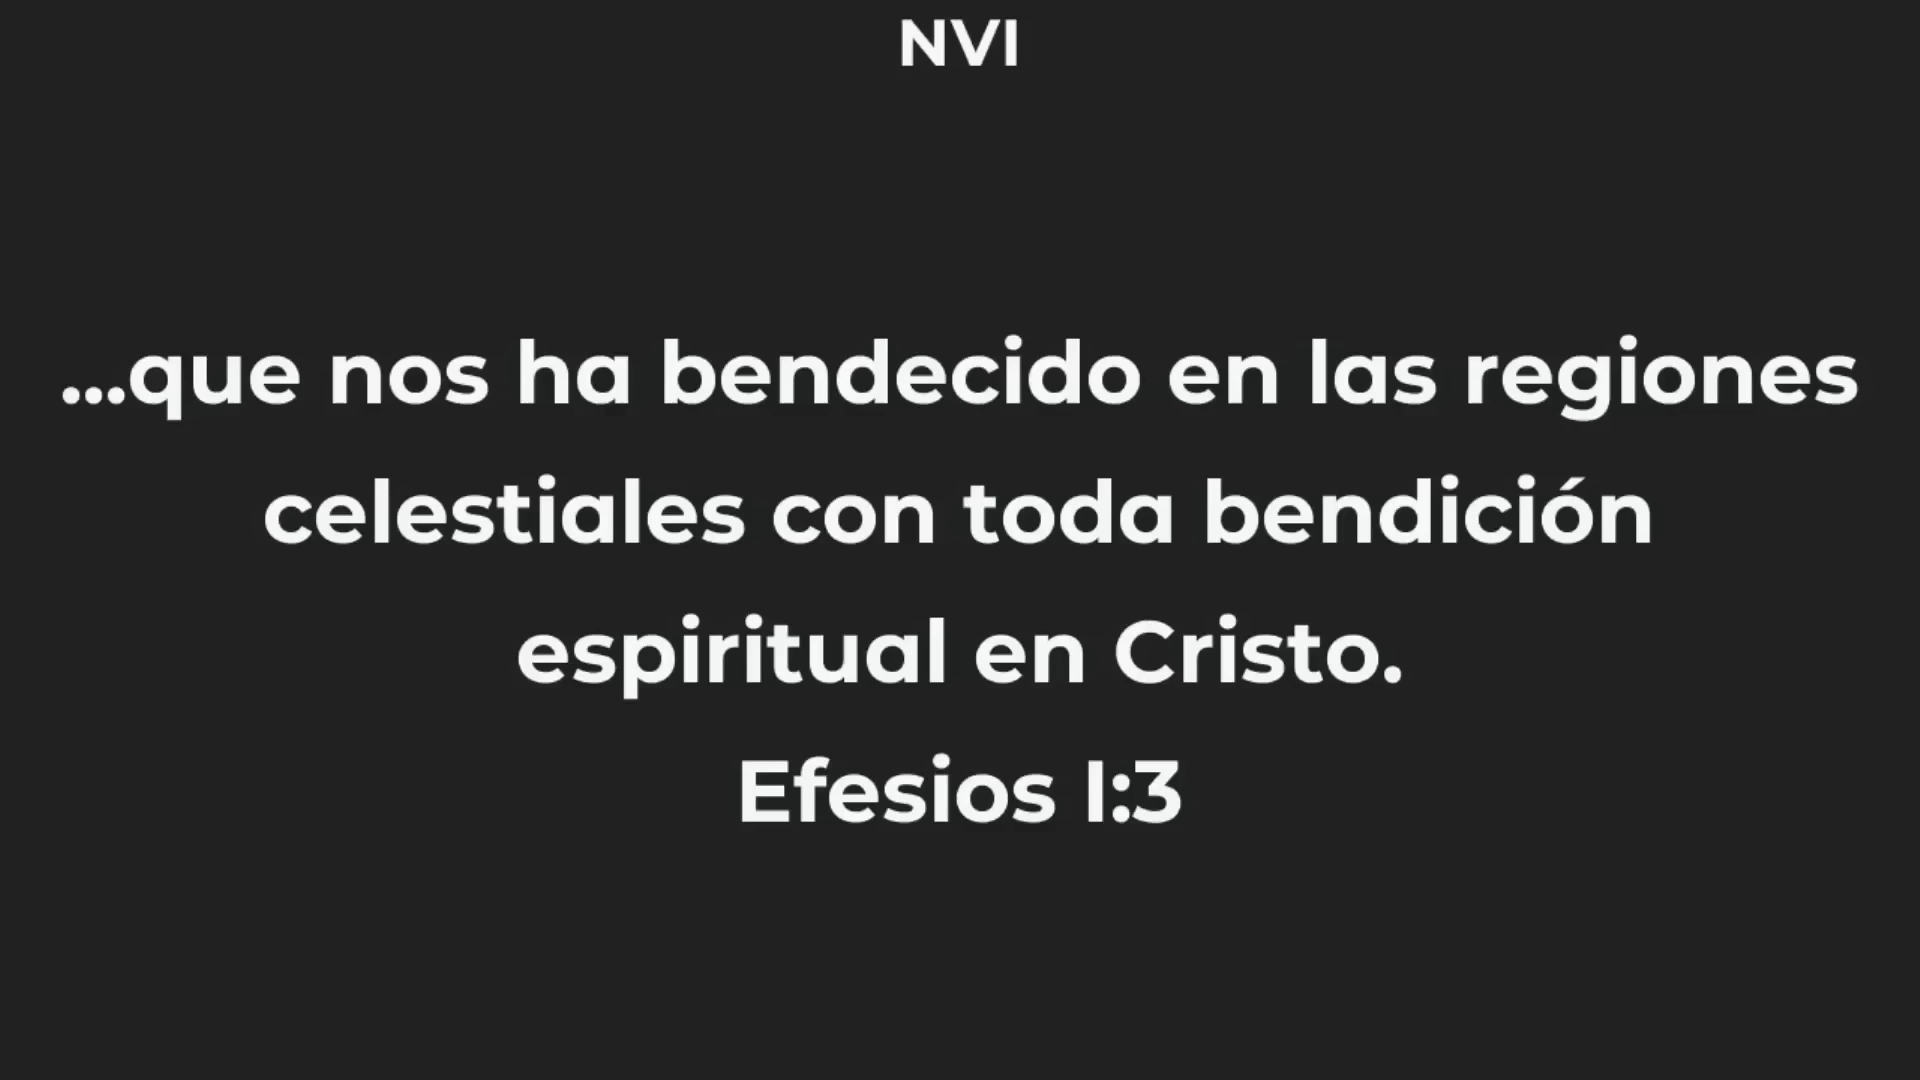 NVI
...que nos ha bendecido en las regiones
celestiales con toda bendición
espiritual en Cristo.
Efesios 1:3